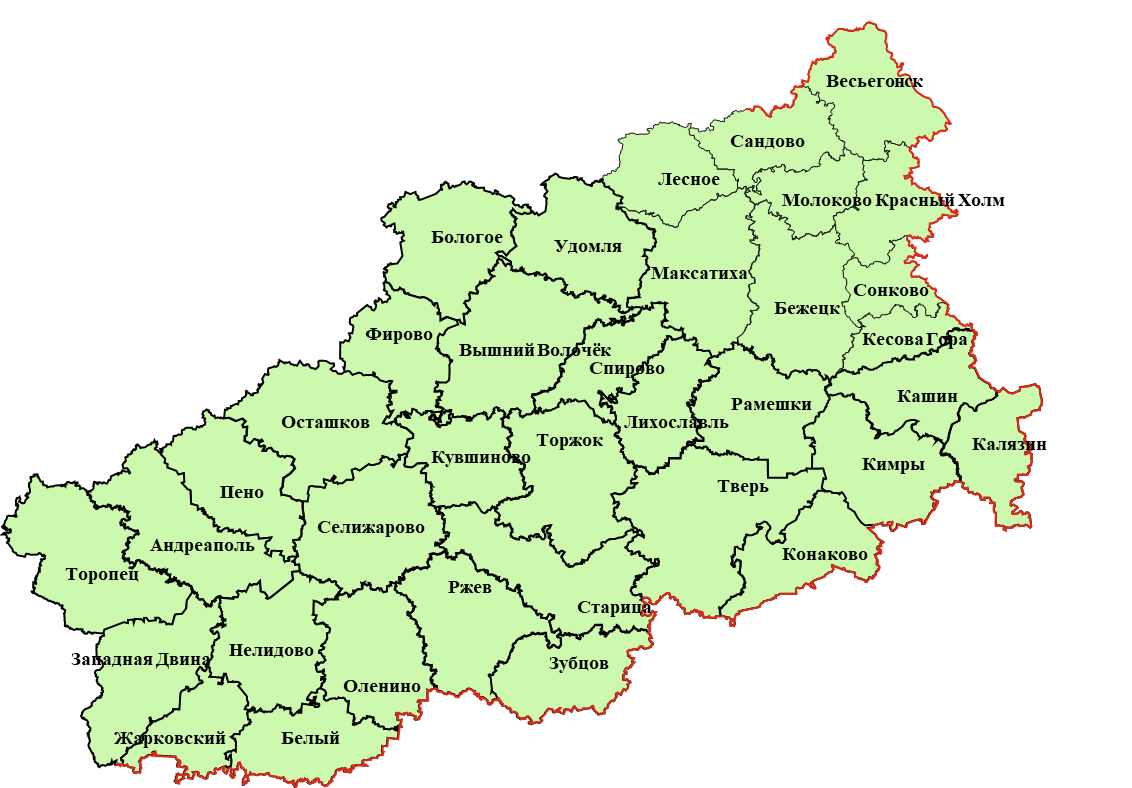 Весьегонск
Сандово
Лесное
Молоково
Красный Холм
Бологое
Удомля
Максатиха
Сонково
Бежецк
Фирово
Кесова Гора
Вышний Волочёк
Спирово
Кашин
Рамешки
Осташков
Лихославль
Торжок
Калязин
Кувшиново
Кимры
Тверь
Пено
Селижарово
Андреаполь
Конаково
Торопец
Ржев
Старица
Нелидово
Западная Двина
Зубцов
Оленино
Жарковский
Белый